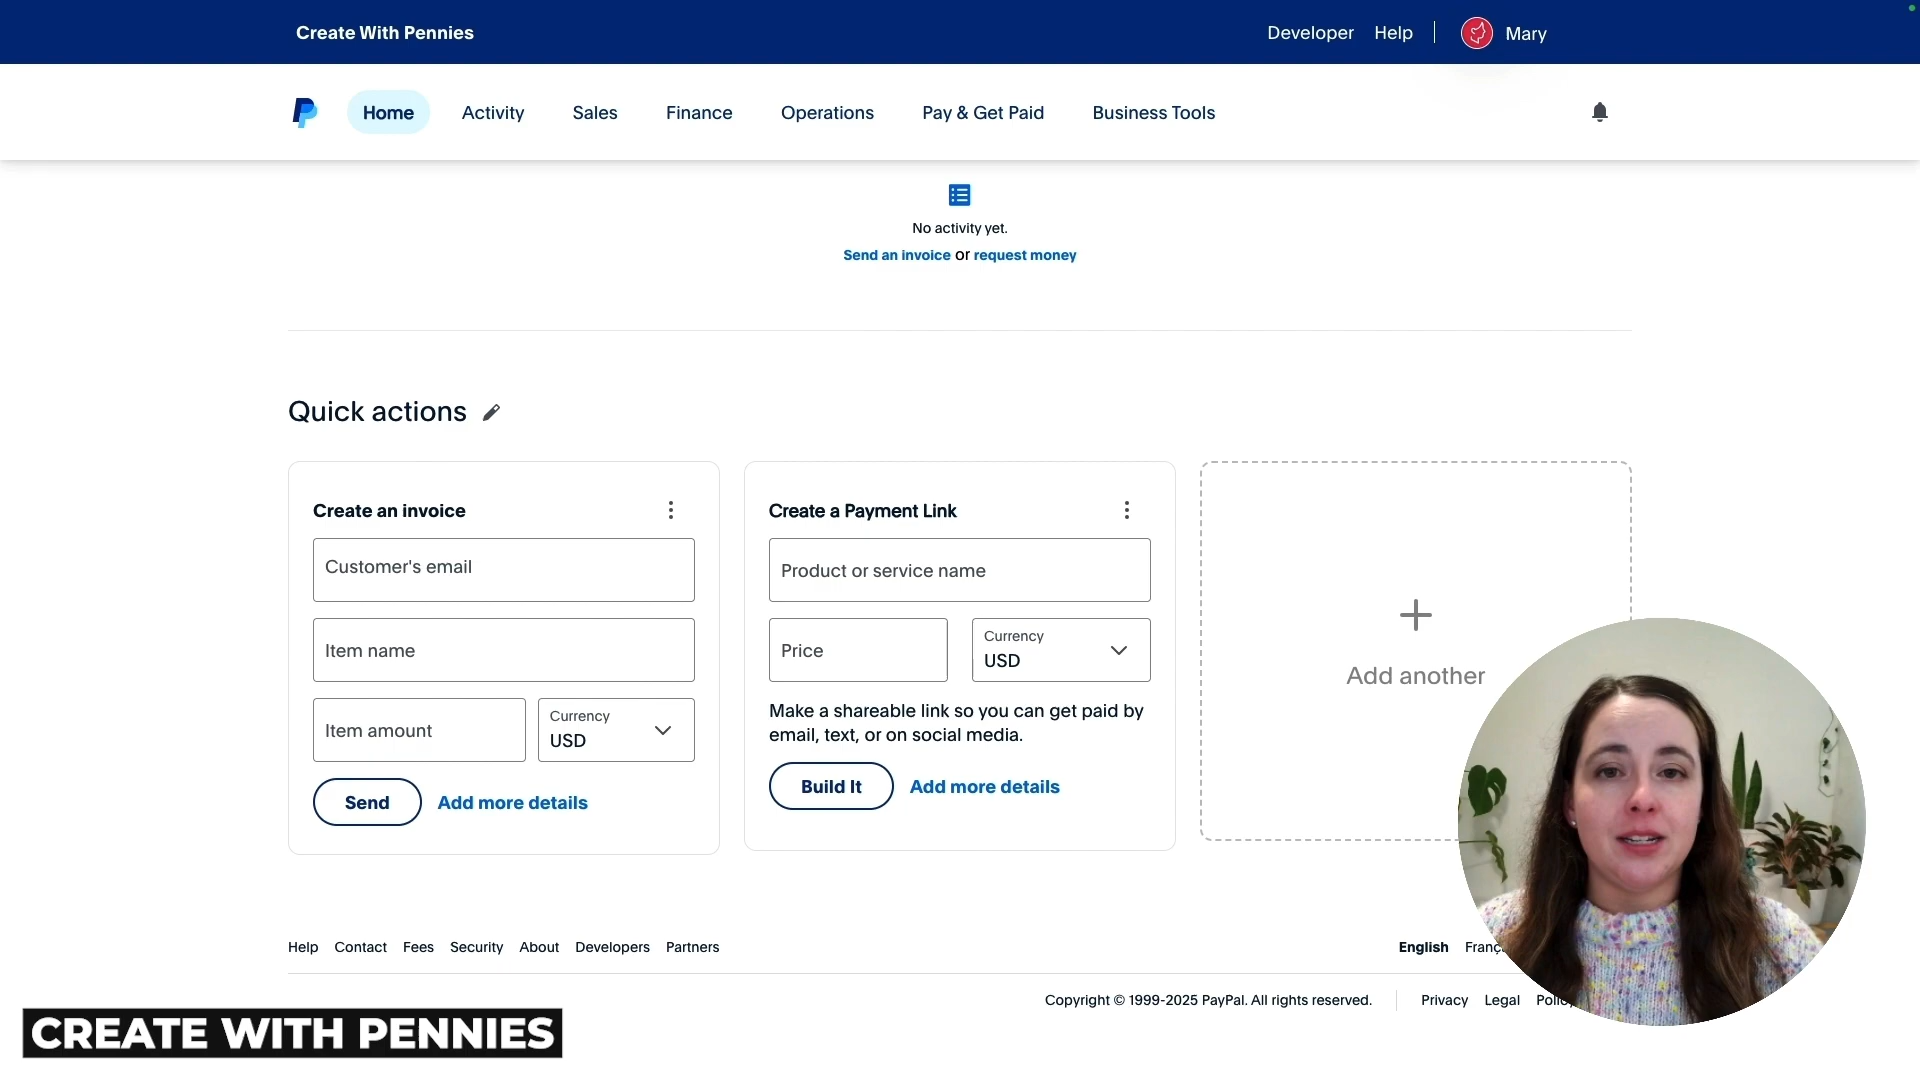 Create With Pennies
Developer Help Mary
Home Activity Sales Finance Operations Pay & Get Paid Business Tools
No activity yet.
Send an invoice or request money
Quick actions
Create an invoice
Customer's email
Item name
Item amount
Currency
USD
Send Add more details
Create a Payment Link
Product or service name
Price
Currency
USD
Make a shareable link so you can get paid by
email, text, or on social media.
Build It Add more details
Add another
Help Contact Fees Security About Developers Partners
English
Copyright © 1999-2025 PayPal. All rights reserved. Privacy Legal
CREATE WITH PENNIES